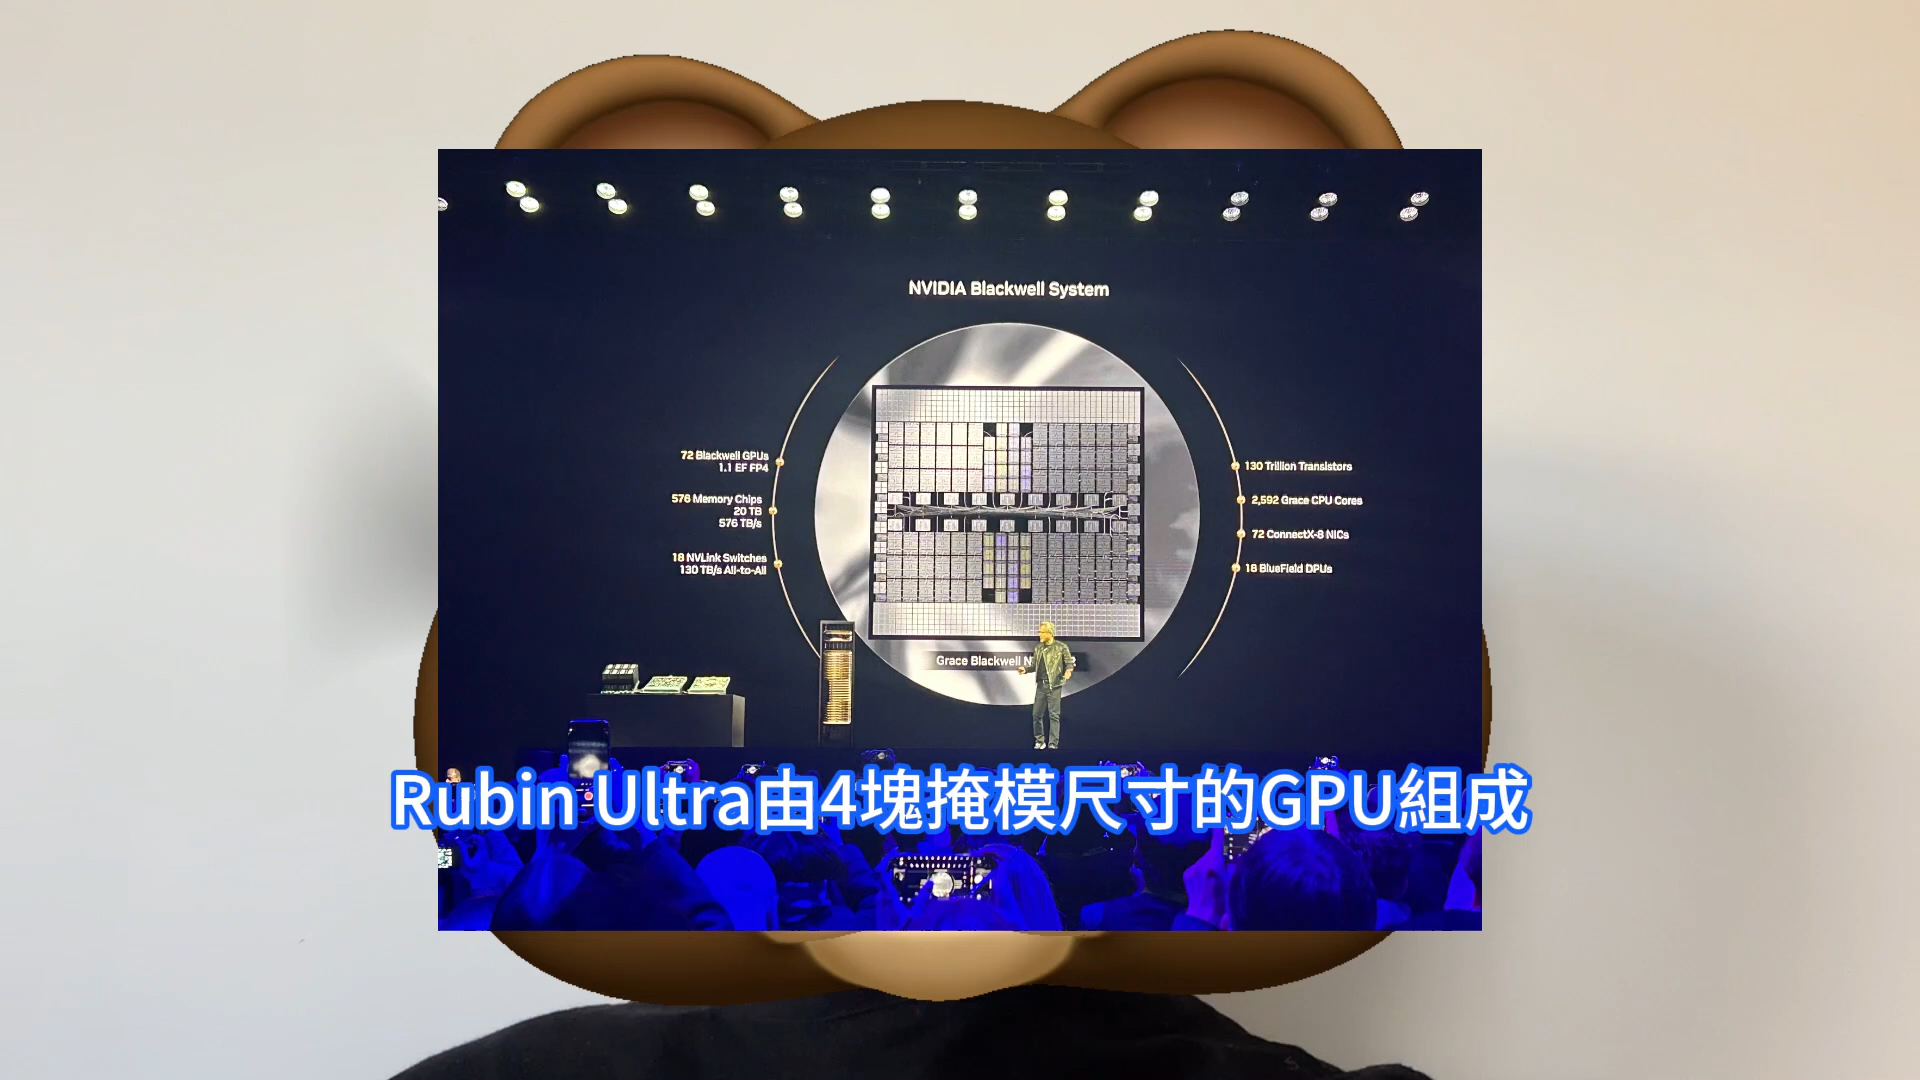 NVIDIA Blackwell System
72 Blackwell GPUs
1.1 EF FP4
576 Memory Chips
20 TB
576 TB/s
18 NVLink Switches
130 TB/s All-to-All
130 Trillion Transistors
2,592 Grace CPU Cores
72 ConnectX-8 NICs
18 BlueField DPUs
Grace Blackwell
Rubin Ultra由4塊掩模尺寸的GPU組成